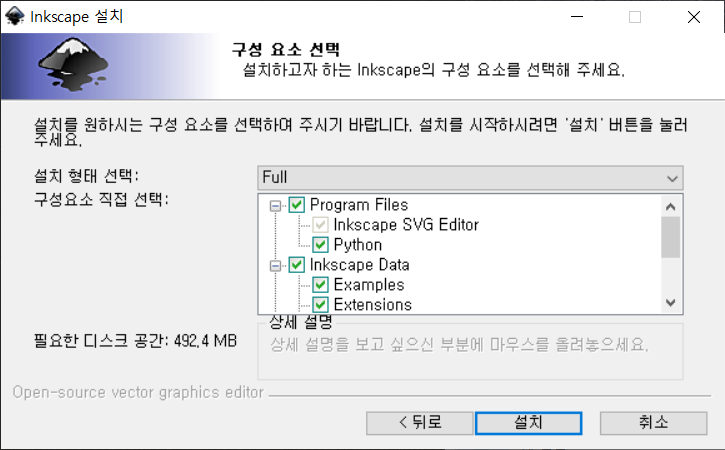 Inkscape 설치
구성 요소 선택
설치하고자 하는 Inkscape의 구성 요소를 선택해 주세요.
설치를 원하시는 구성 요소를 선택하여 주시기 바랍니다. 설치를 시작하시려면 '설치' 버튼을 눌러
주세요.
설치 형태 선택:
Full
구성요소 직접 선택:
Program Files
Inkscape SVG Editor
Python
Inkscape Data
Examples
Extensions
필요한 디스크 공간: 492.4 MB
상세 설명
상세 설명을 보고 싶으신 부분에 마우스를 올려놓으세요.
Open-source vector graphics editor
< 뒤로
설치
취소